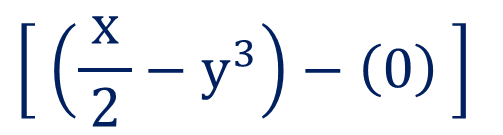 [ (x/2 − y³) − (0) ]